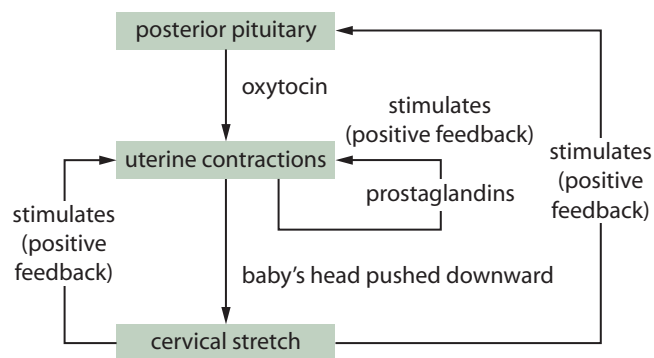 posterior pituitary
oxytocin
stimulates
(positive feedback)
uterine contractions
prostaglandins
stimulates
(positive
feedback)
stimulates
(positive
feedback)
baby’s head pushed downward
cervical stretch